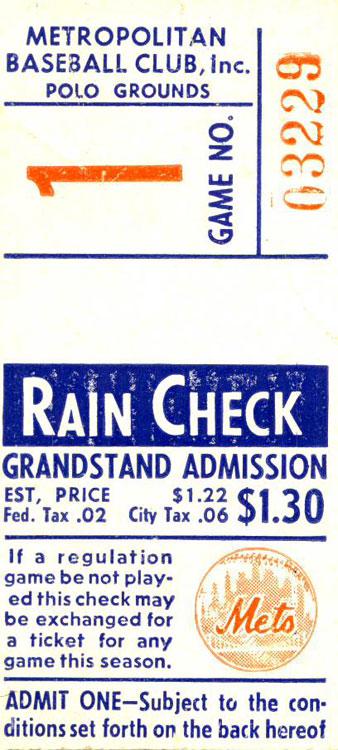 METROPOLITAN
BASEBALL CLUB, Inc.
POLO GROUNDS
1
GAME NO.
03229
RAIN CHECK
GRANDSTAND ADMISSION
EST, PRICE $1.22 $1.30
Fed. Tax .02 City Tax .06
If a regulation
game be not play-
ed this check may
be exchanged for
a ticket for any
game this season.
Mets
ADMIT ONE—Subject to the con-
ditions set forth on the back hereof